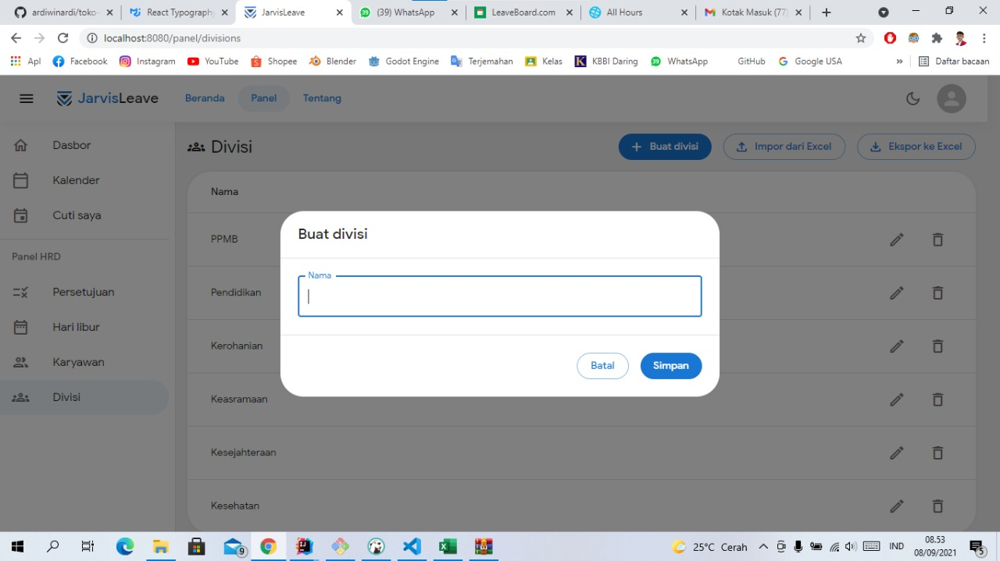 ardiwinardi/toko-
React Typography
JarvisLeave
(39) WhatsApp
LeaveBoard.com
All Hours
Kotak Masuk (77)
localhost:8080/panel/divisions
Apl
Facebook
Instagram
YouTube
Shopee
Blender
Godot Engine
Terjemahan
Kelas
KBBI Daring
WhatsApp
GitHub
Google USA
»
Daftar bacaan
JarvisLeave
Beranda
Panel
Tentang
Dasbor
Kalender
Cuti saya
Panel HRD
Persetujuan
Hari libur
Karyawan
Divisi
Divisi
Buat divisi
Impor dari Excel
Ekspor ke Excel
Nama
PPMB
Pendidikan
Kerohanian
Keasramaan
Kesejahteraan
Kesehatan
Buat divisi
Nama
Batal
Simpan
9
25°C Cerah
IND
08.53
08/09/2021
5